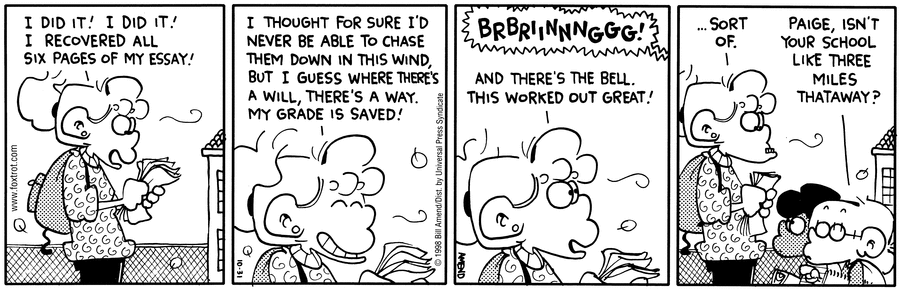 I DID IT! I DID IT!
I RECOVERED ALL
SIX PAGES OF MY ESSAY!
www.foxtrot.com
I THOUGHT FOR SURE I'D
NEVER BE ABLE TO CHASE
THEM DOWN IN THIS WIND,
BUT I GUESS WHERE THERE'S
A WILL, THERE'S A WAY.
MY GRADE IS SAVED!
10-31
© 1998 Bill Amend/Dist. by Universal Press Syndicate
BRBRIINNNGGG!
AND THERE'S THE BELL.
THIS WORKED OUT GREAT!
AMEND
...SORT
OF.
PAIGE, ISN'T
YOUR SCHOOL
LIKE THREE
MILES
THATAWAY?